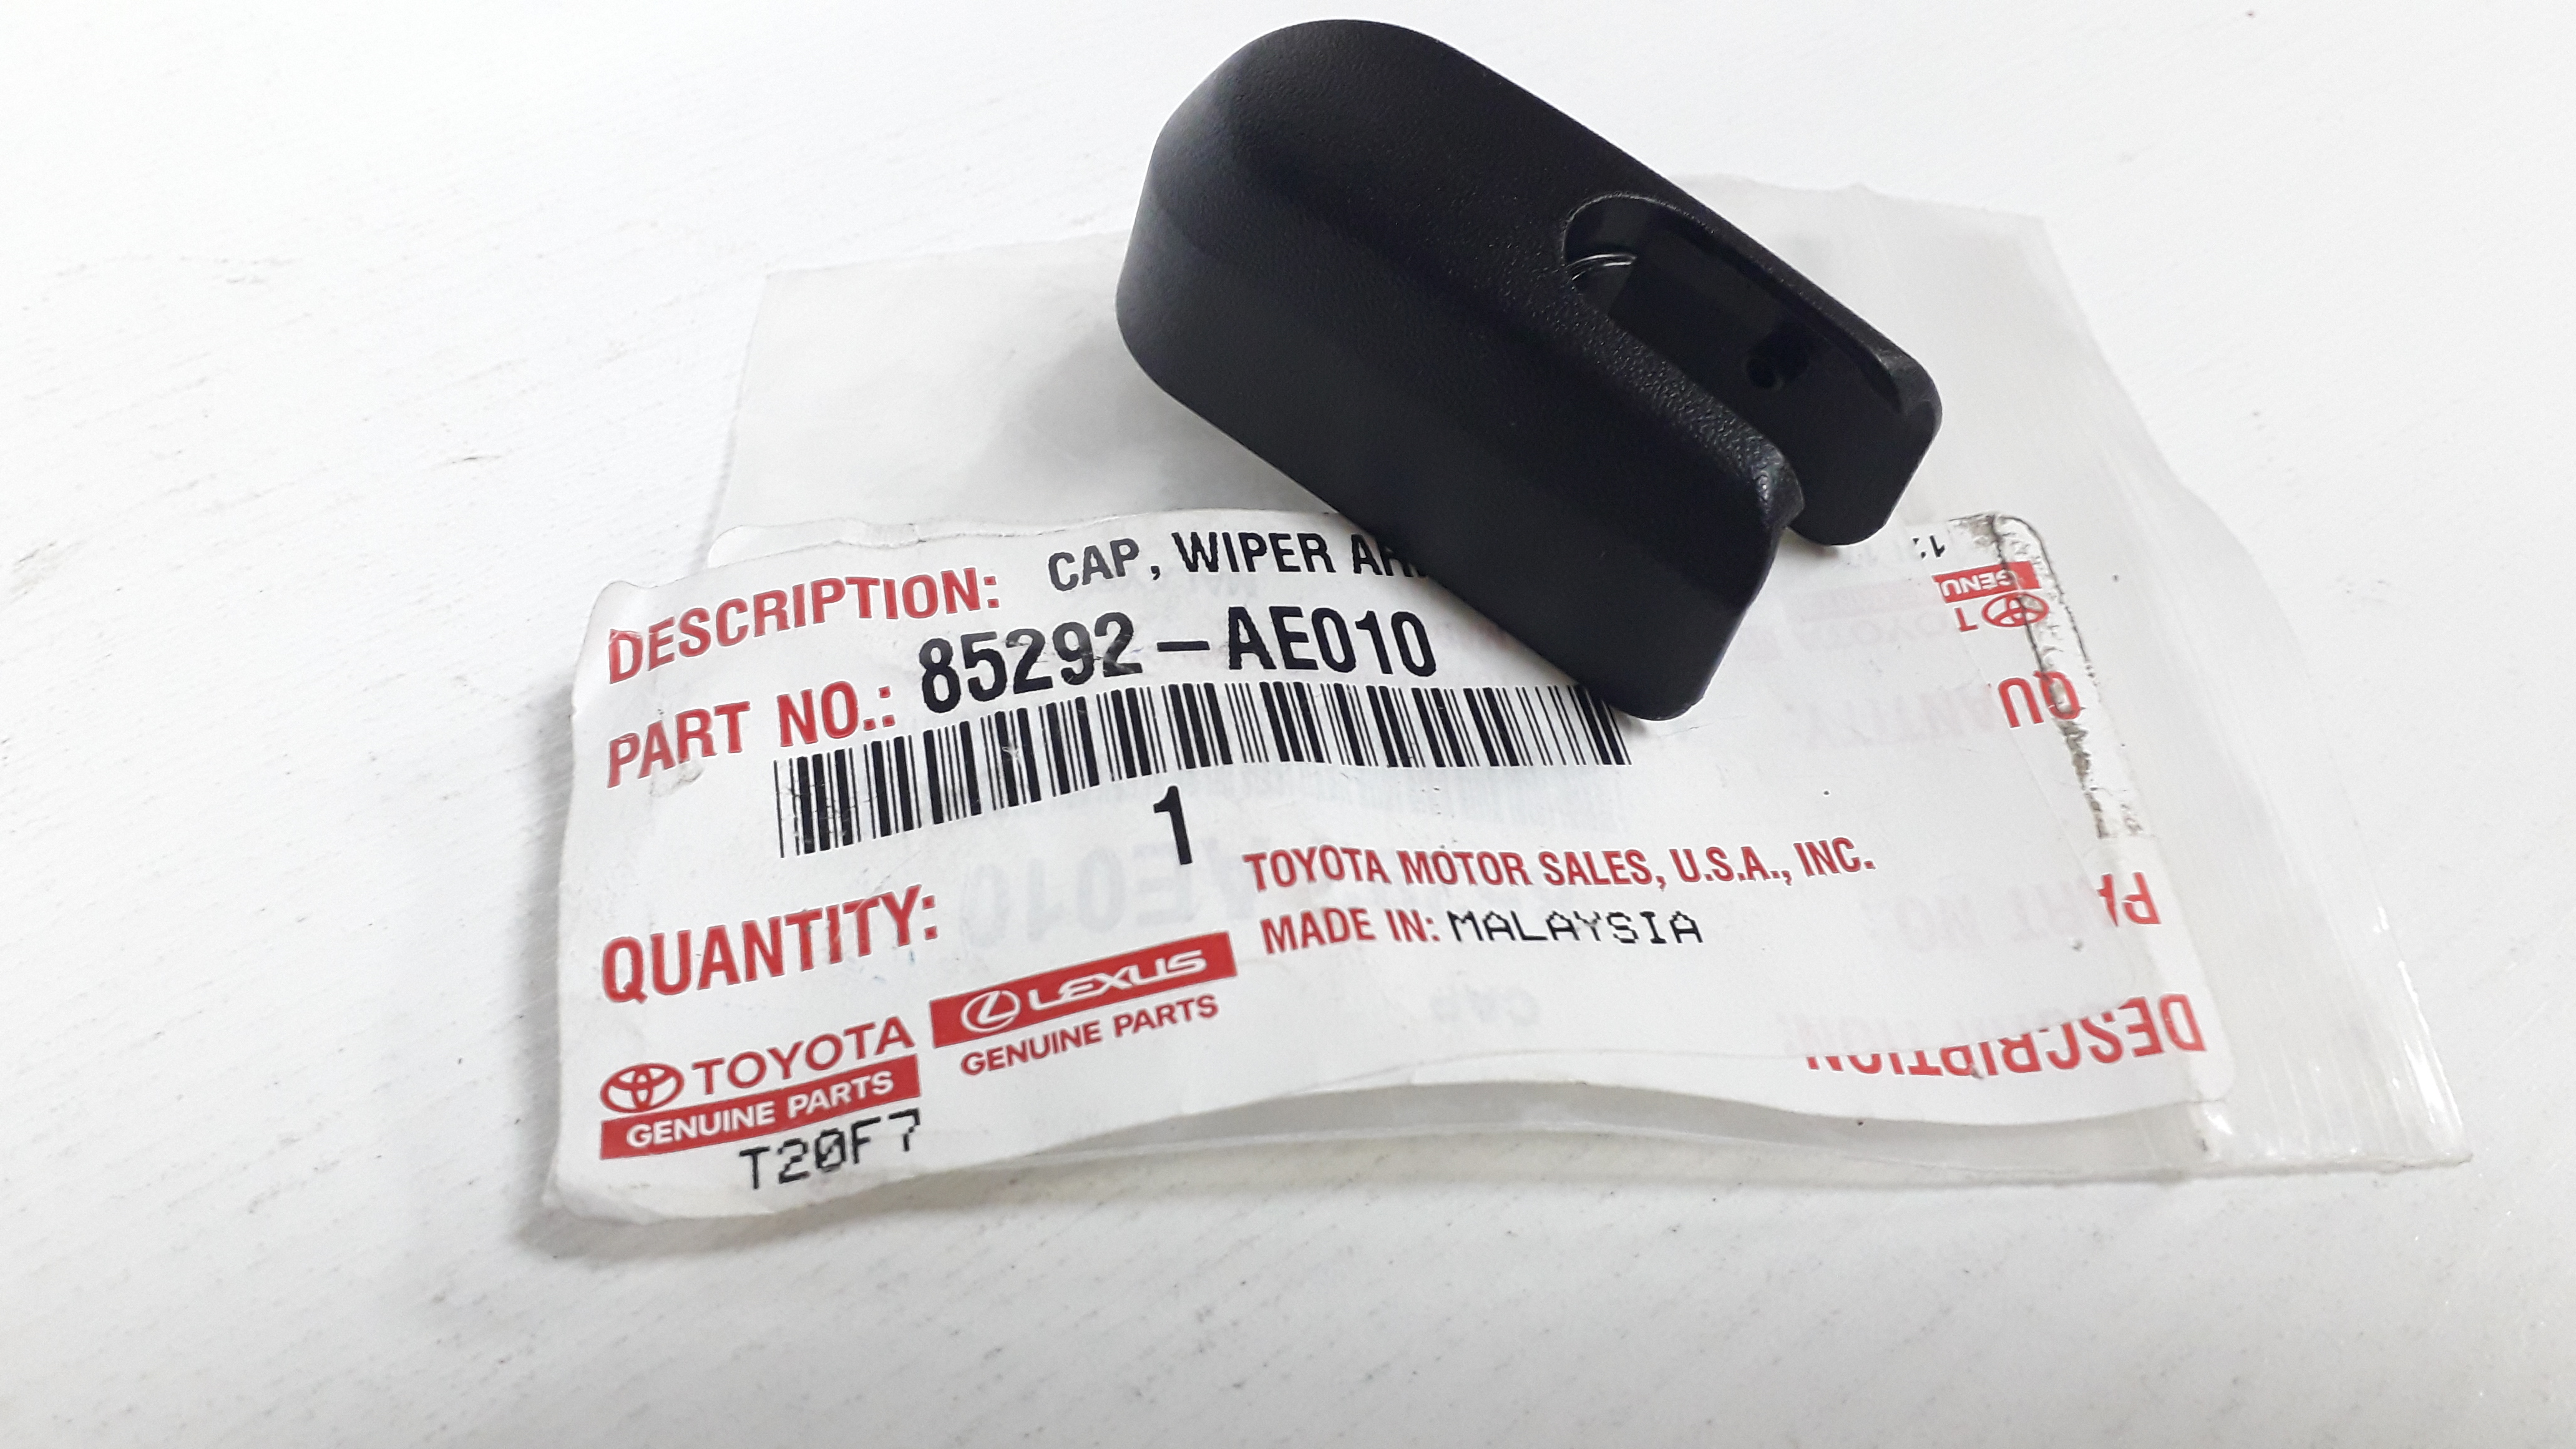 DESCRIPTION: CAP, WIPER
PART NO.: 85292-AE010
QUANTITY: 1
TOYOTA MOTOR SALES, U.S.A., INC.
MADE IN: MALAYSIA
TOYOTA
GENUINE PARTS
LEXUS
GENUINE PARTS
T20F7
DESCRIPTION